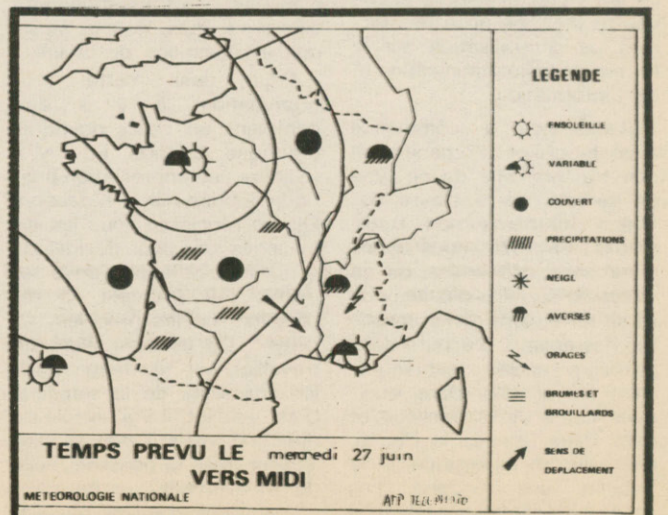 LEGENDE
ENSOLEILLE
VARIABLE
COUVERT
PRECIPITATIONS
NEIGE
AVERSES
ORAGES
BRUMES ET
BROUILLARDS
SENS DE
DEPLACEMENT
TEMPS PREVU LE mercredi 27 juin
VERS MIDI
METEOROLOGIE NATIONALE
AFP